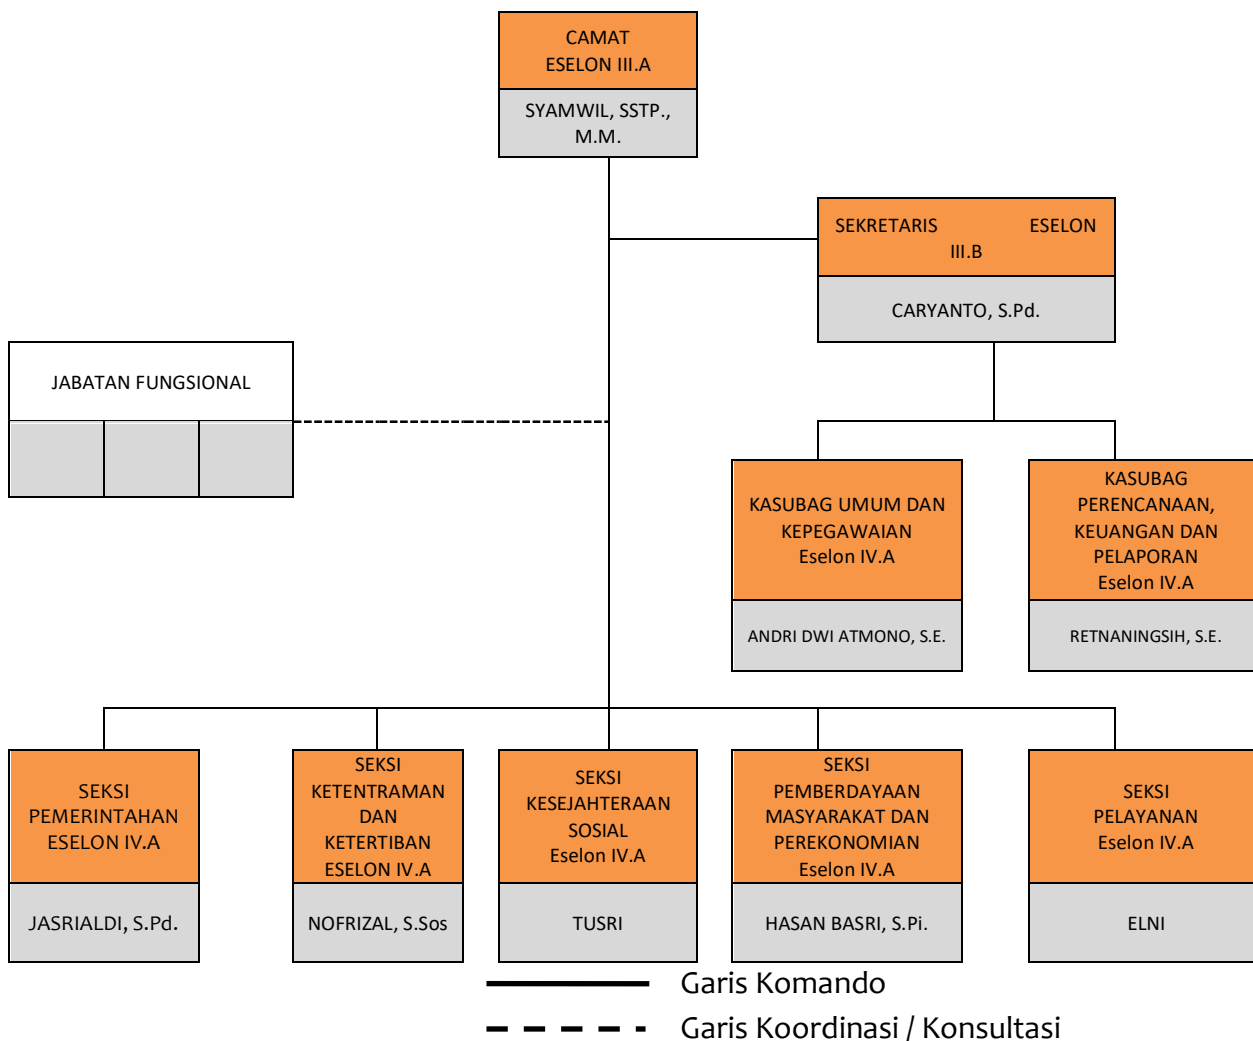 CAMAT
ESELON III.A
SYAMWIL, SSTP.,
M.M.
SEKRETARIS ESELON
III.B
CARYANTO, S.Pd.
JABATAN FUNGSIONAL
KASUBAG UMUM DAN
KEPEGAWAIAN
Eselon IV.A
ANDRI DWI ATMONO, S.E.
KASUBAG
PERENCANAAN,
KEUANGAN DAN
PELAPORAN
Eselon IV.A
RETNANINGSIH, S.E.
SEKSI
PEMERINTAHAN
ESELON IV.A
JASRIALDI, S.Pd.
SEKSI
KETENTRAMAN
DAN
KETERTIBAN
ESELON IV.A
NOFRIZAL, S.Sos
SEKSI
KESEJAHTERAAN
SOSIAL
Eselon IV.A
TUSRI
SEKSI
PEMBERDAYAAN
MASYARAKAT DAN
PEREKONOMIAN
Eselon IV.A
HASAN BASRI, S.Pi.
SEKSI
PELAYANAN
Eselon IV.A
ELNI
Garis Komando
Garis Koordinasi / Konsultasi